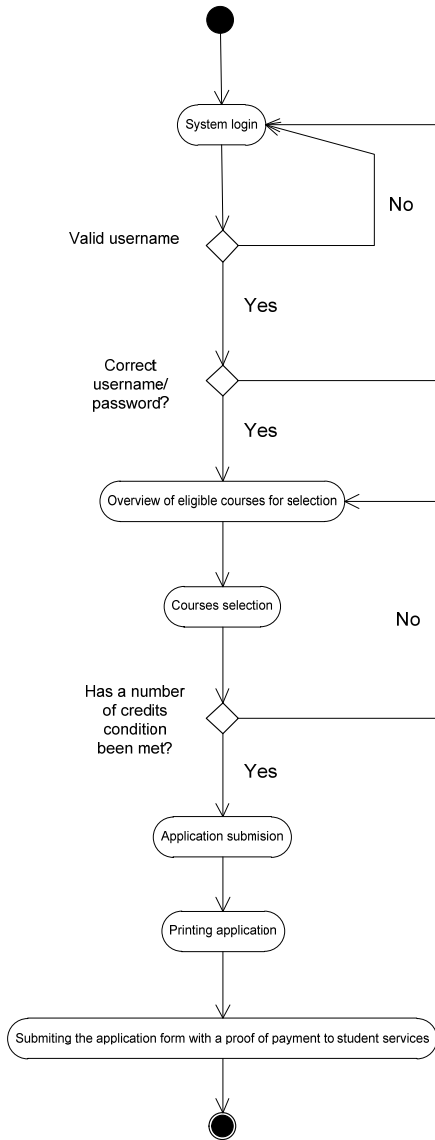 System login
No
Valid username
Yes
Correct
username/
password?
Yes
Overview of eligible courses for selection
Courses selection
No
Has a number
of credits
condition
been met?
Yes
Application submision
Printing application
Submiting the application form with a proof of payment to student services